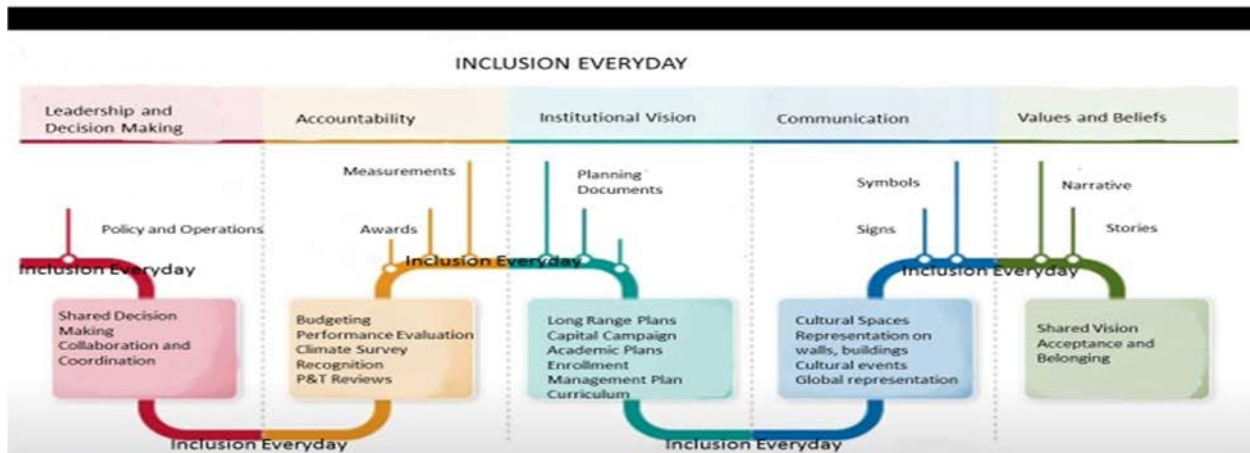 INCLUSION EVERYDAY
Leadership and
Decision Making
Accountability
Institutional Vision
Communication
Values and Beliefs
Policy and Operations
Measurements
Awards
Planning
Documents
Symbols
Signs
Narrative
Stories
Inclusion Everyday
Inclusion Everyday
Inclusion Everyday
Shared Decision
Making
Collaboration and
Coordination
Budgeting
Performance Evaluation
Climate Survey
Recognition
P&T Reviews
Long Range Plans
Capital Campaign
Academic Plans
Enrollment
Management Plan
Curriculum
Cultural Spaces
Representation on
walls, buildings
Cultural events
Global representation
Shared Vision
Acceptance and
Belonging
Inclusion Everyday
Inclusion Everyday